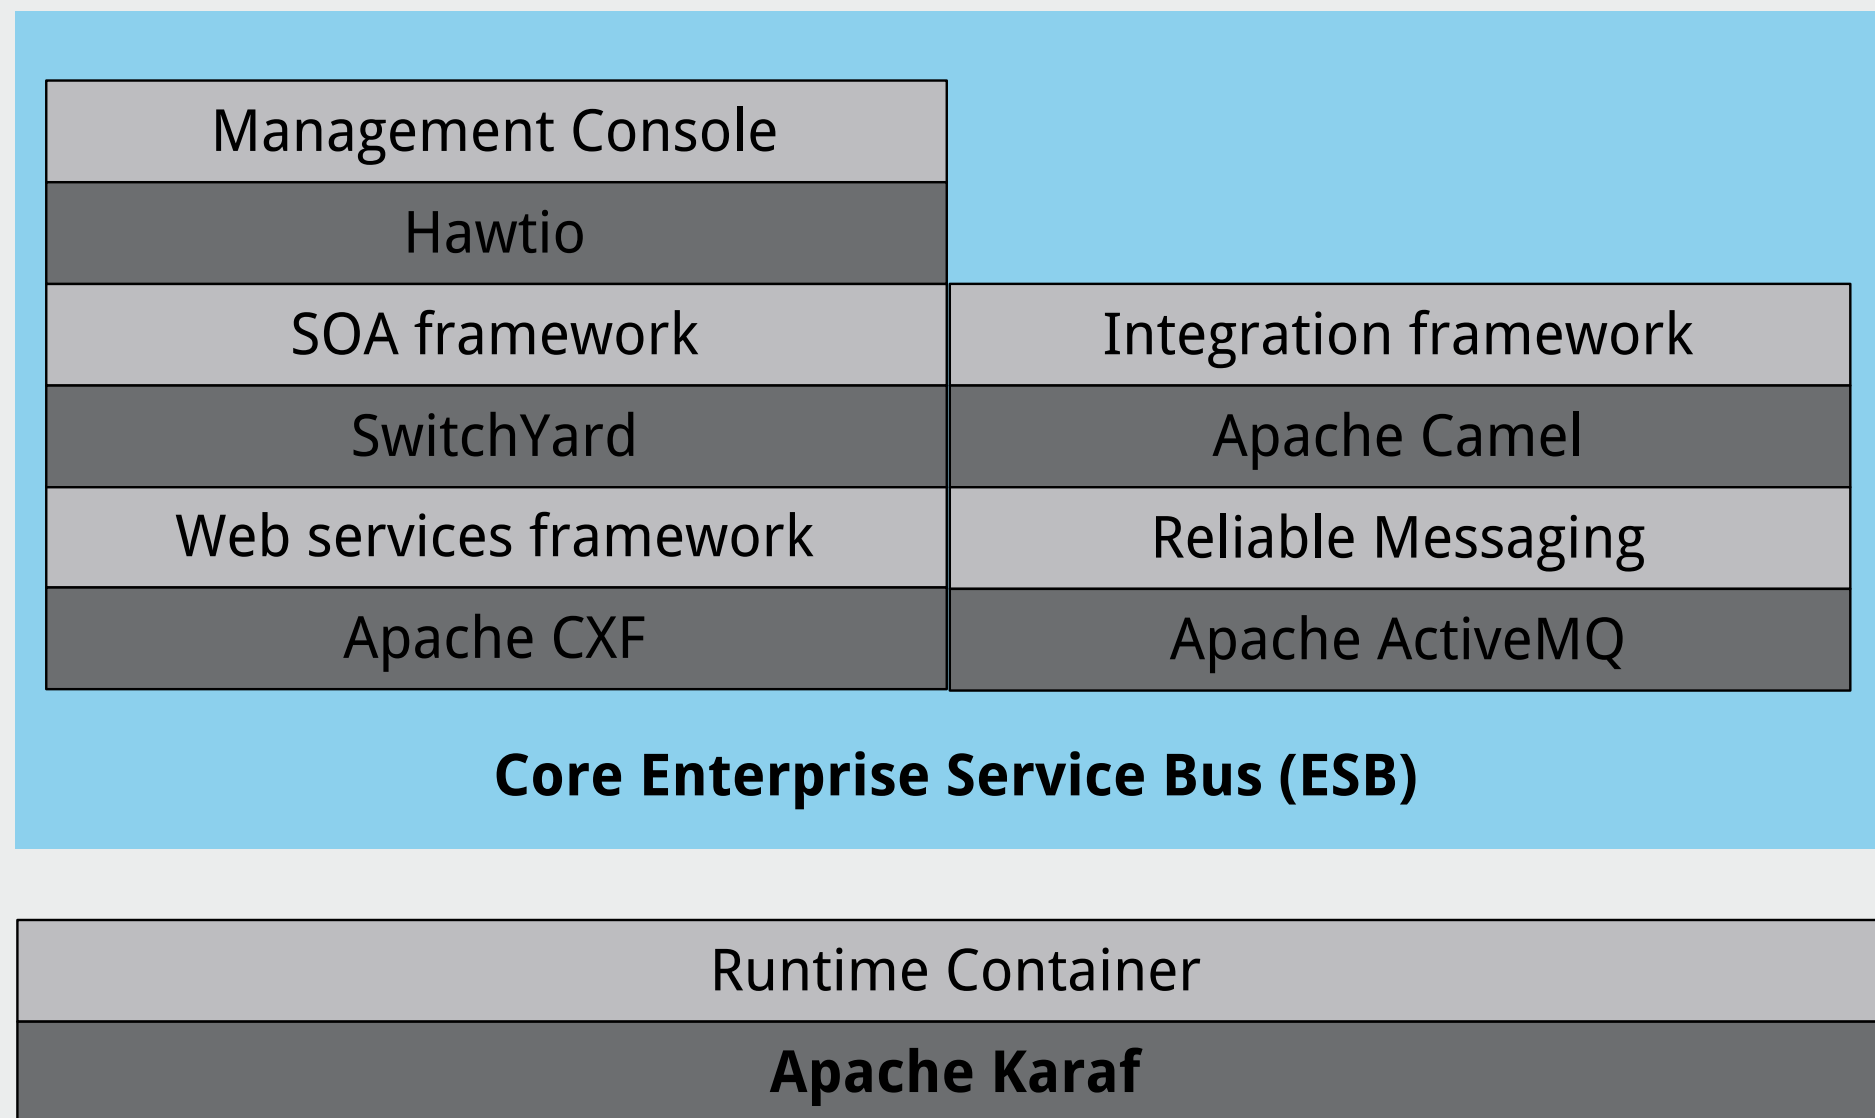 Management Console
Hawtio
SOA framework
SwitchYard
Web services framework
Apache CXF
Integration framework
Apache Camel
Reliable Messaging
Apache ActiveMQ
Core Enterprise Service Bus (ESB)
Runtime Container
Apache Karaf